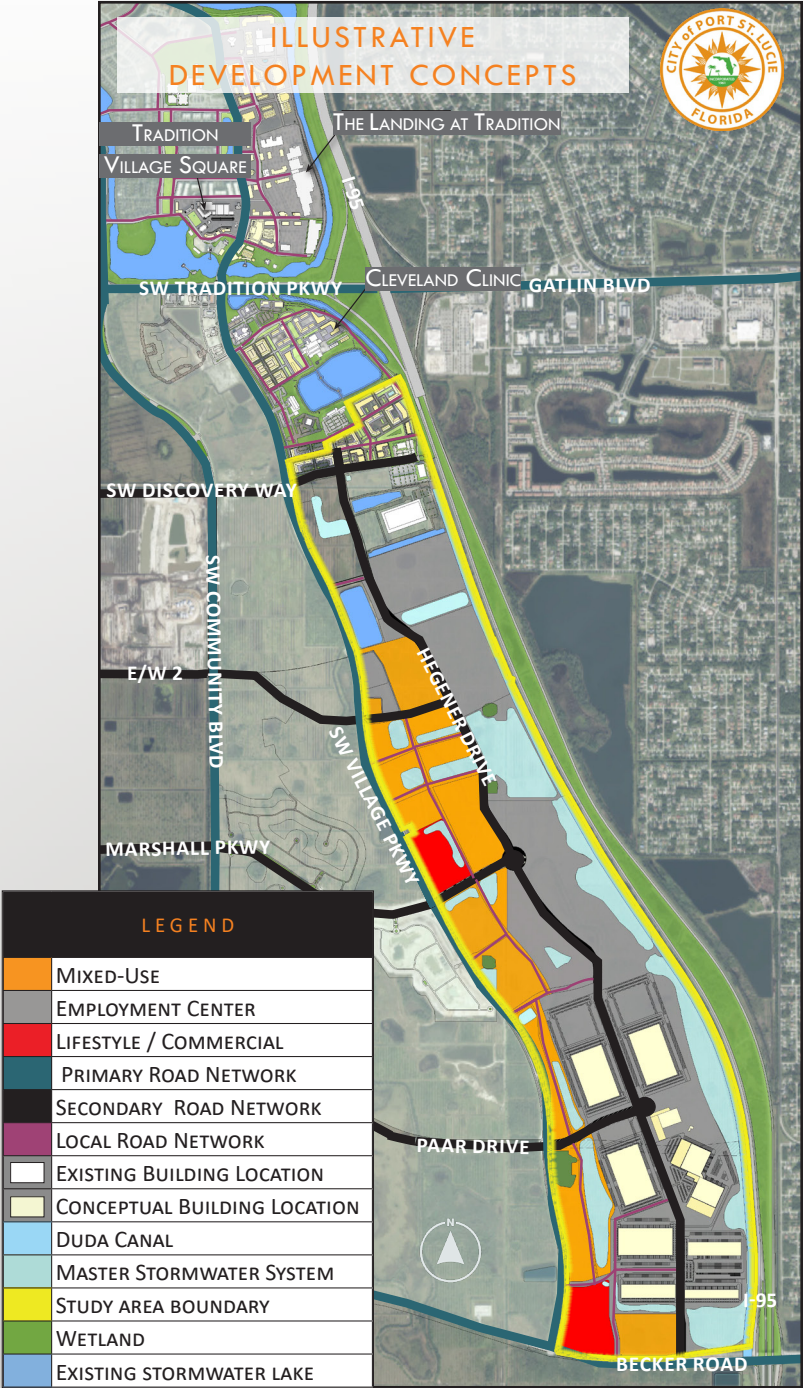 ILLUSTRATIVE
DEVELOPMENT CONCEPTS
CITY of PORT ST. LUCIE
INCORPORATED
1961
FLORIDA
TRADITION
VILLAGE SQUARE
THE LANDING AT TRADITION
I-95
CLEVELAND CLINIC
SW TRADITION PKWY
GATLIN BLVD
SW DISCOVERY WAY
SW COMMUNITY BLVD
E/W 2
HEGENER DRIVE
SW VILLAGE PKWY
MARSHALL PKWY
LEGEND
MIXED-USE
EMPLOYMENT CENTER
LIFESTYLE / COMMERCIAL
PRIMARY ROAD NETWORK
SECONDARY ROAD NETWORK
LOCAL ROAD NETWORK
EXISTING BUILDING LOCATION
CONCEPTUAL BUILDING LOCATION
DUDA CANAL
MASTER STORMWATER SYSTEM
STUDY AREA BOUNDARY
WETLAND
EXISTING STORMWATER LAKE
PAAR DRIVE
N
I-95
BECKER ROAD